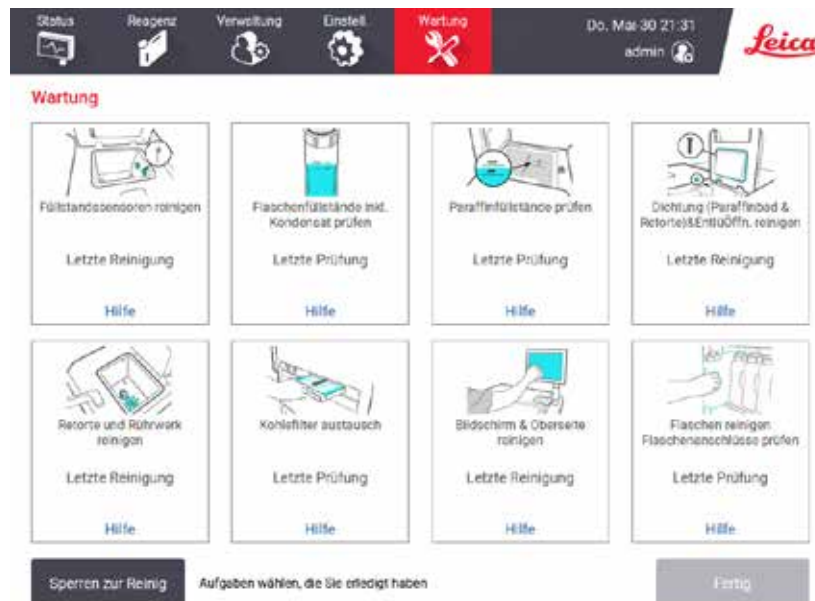 Status Reagenz Verwaltung Einstell. Wartung Do. Mai 30 21:31
admin Leica
Wartung
Füllstandssensoren reinigen
Letzte Reinigung
Hilfe
Flaschenfüllstände inkl.
Kondensat prüfen
Letzte Prüfung
Hilfe
Paraffinfüllstände prüfen
Letzte Prüfung
Hilfe
Dichtung (Paraffinbad &
Retorte)&EntlüÖffn. reinigen
Letzte Reinigung
Hilfe
Retorte und Rührwerk
reinigen
Letzte Reinigung
Hilfe
Kohlefilter austausch
Letzte Prüfung
Hilfe
Bildschirm & Oberseite
reinigen
Letzte Reinigung
Hilfe
Flaschen reinigen
Flaschenanschlüsse prüfen
Letzte Prüfung
Hilfe
Sperren zur Reinig Aufgaben wählen, die Sie erledigt haben Fertig